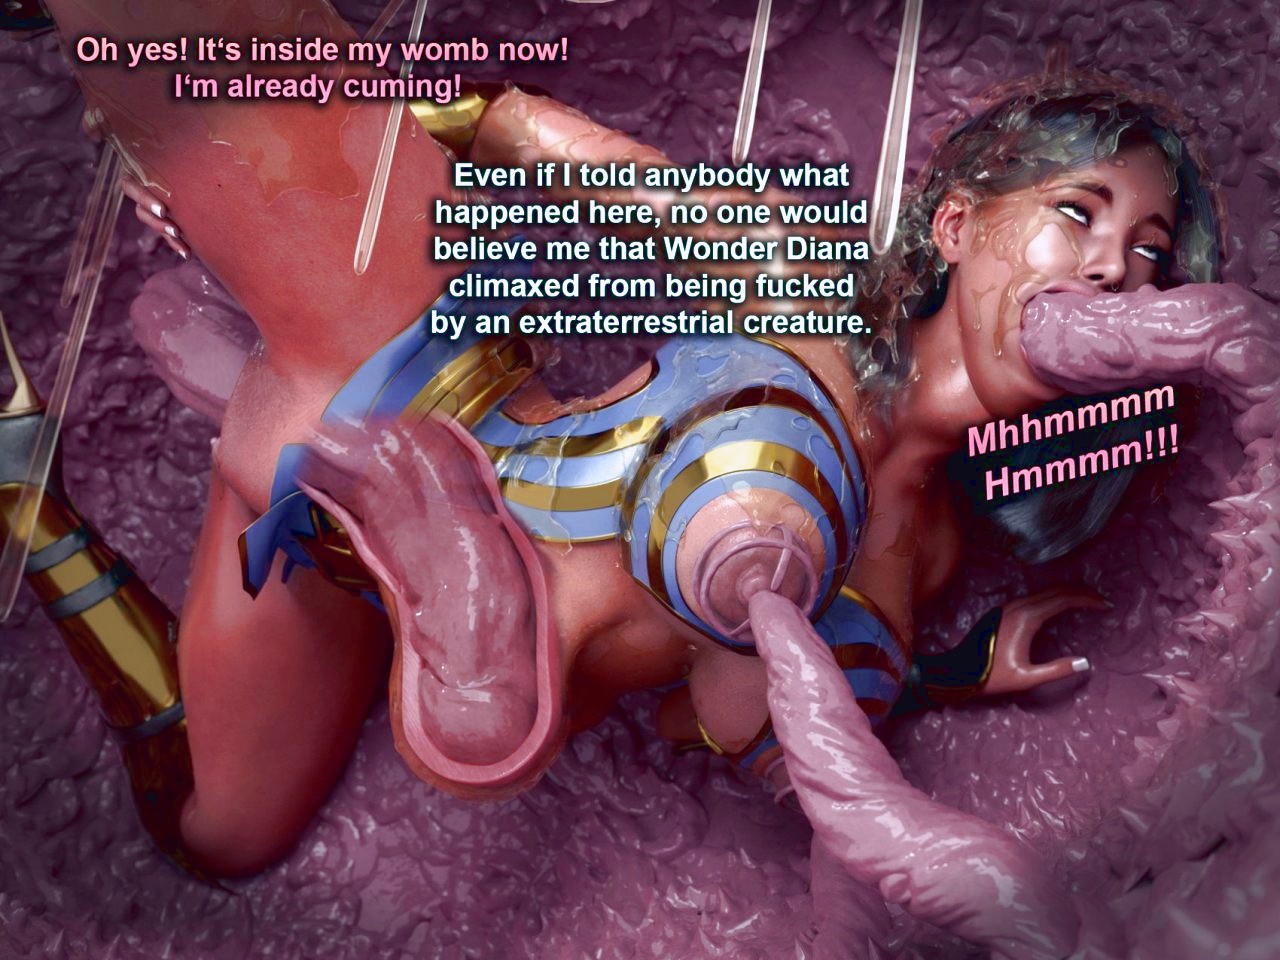 Oh yes! It‘s inside my womb now!
I‘m already cuming!
Even if I told anybody what
happened here, no one would
believe me that Wonder Diana
climaxed from being fucked
by an extraterrestrial creature.
Mhhmmmm
Hmmmm!!!